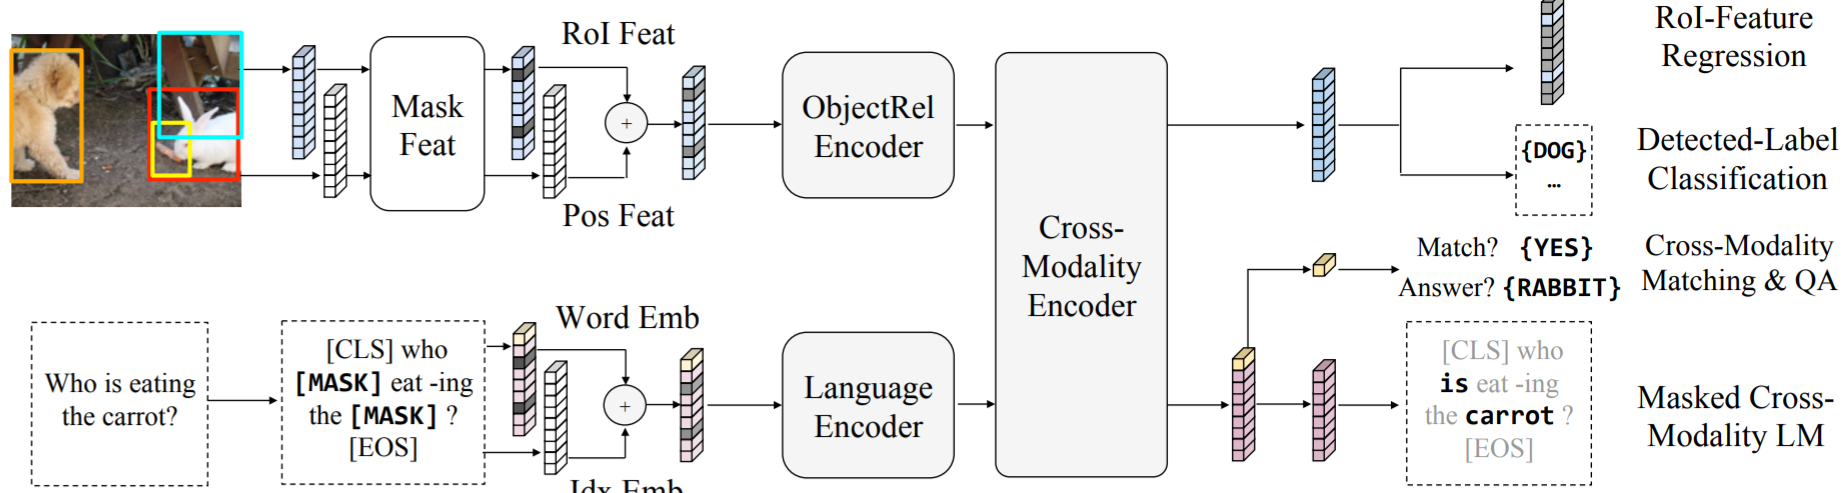 RoI Feat
Mask
Feat
Pos Feat
ObjectRel
Encoder
RoI-Feature
Regression
{DOG}
...
Detected-Label
Classification
Cross-
Modality
Encoder
Match? {YES}
Answer? {RABBIT}
Cross-Modality
Matching & QA
Who is eating
the carrot?
[CLS] who
[MASK] eat -ing
the [MASK] ?
[EOS]
Word Emb
Idx Emb
Language
Encoder
[CLS] who
is eat -ing
the carrot ?
[EOS]
Masked Cross-
Modality LM
+
+